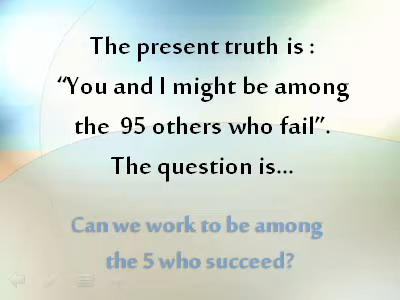 The present truth is :
“You and I might be among
the 95 others who fail”.
The question is...
Can we work to be among
the 5 who succeed?